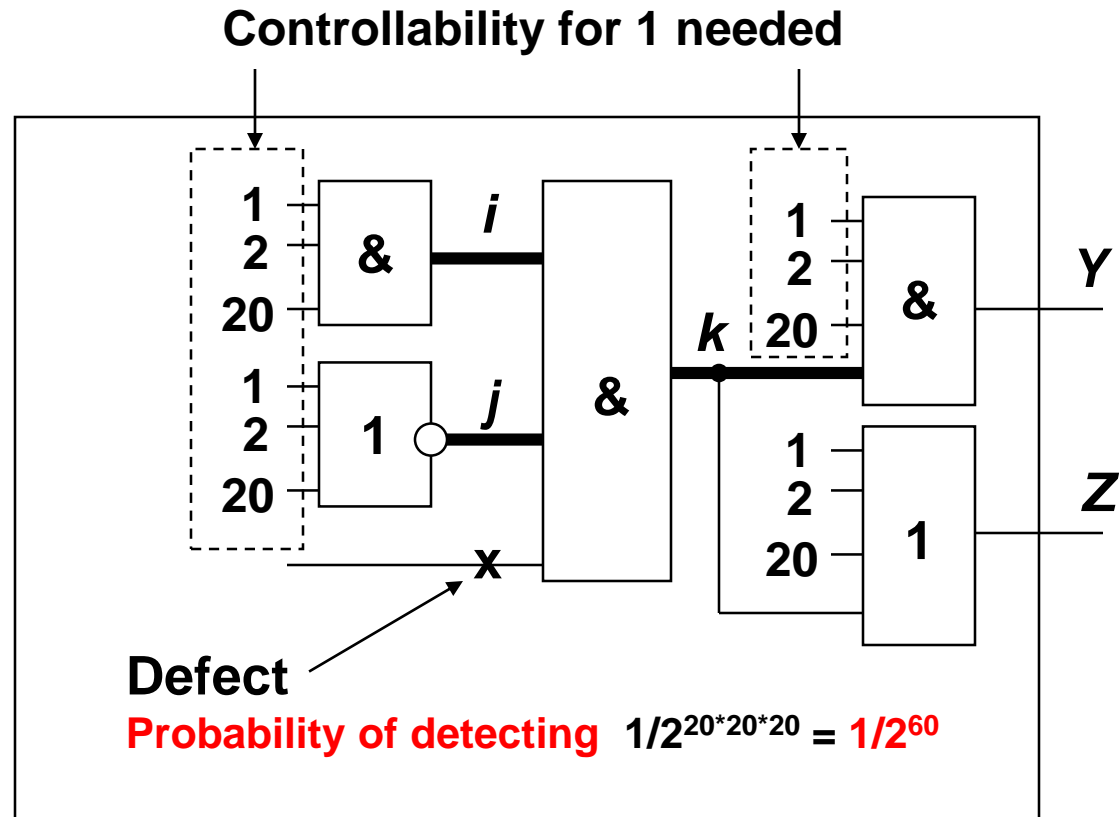 Controllability for 1 needed
1
2
20
&
i
1
2
20
1
j
x
&
k
1
2
20
&
Y
1
2
20
1
Z
Defect
Probability of detecting 1/2^20*20*20 = 1/2^60